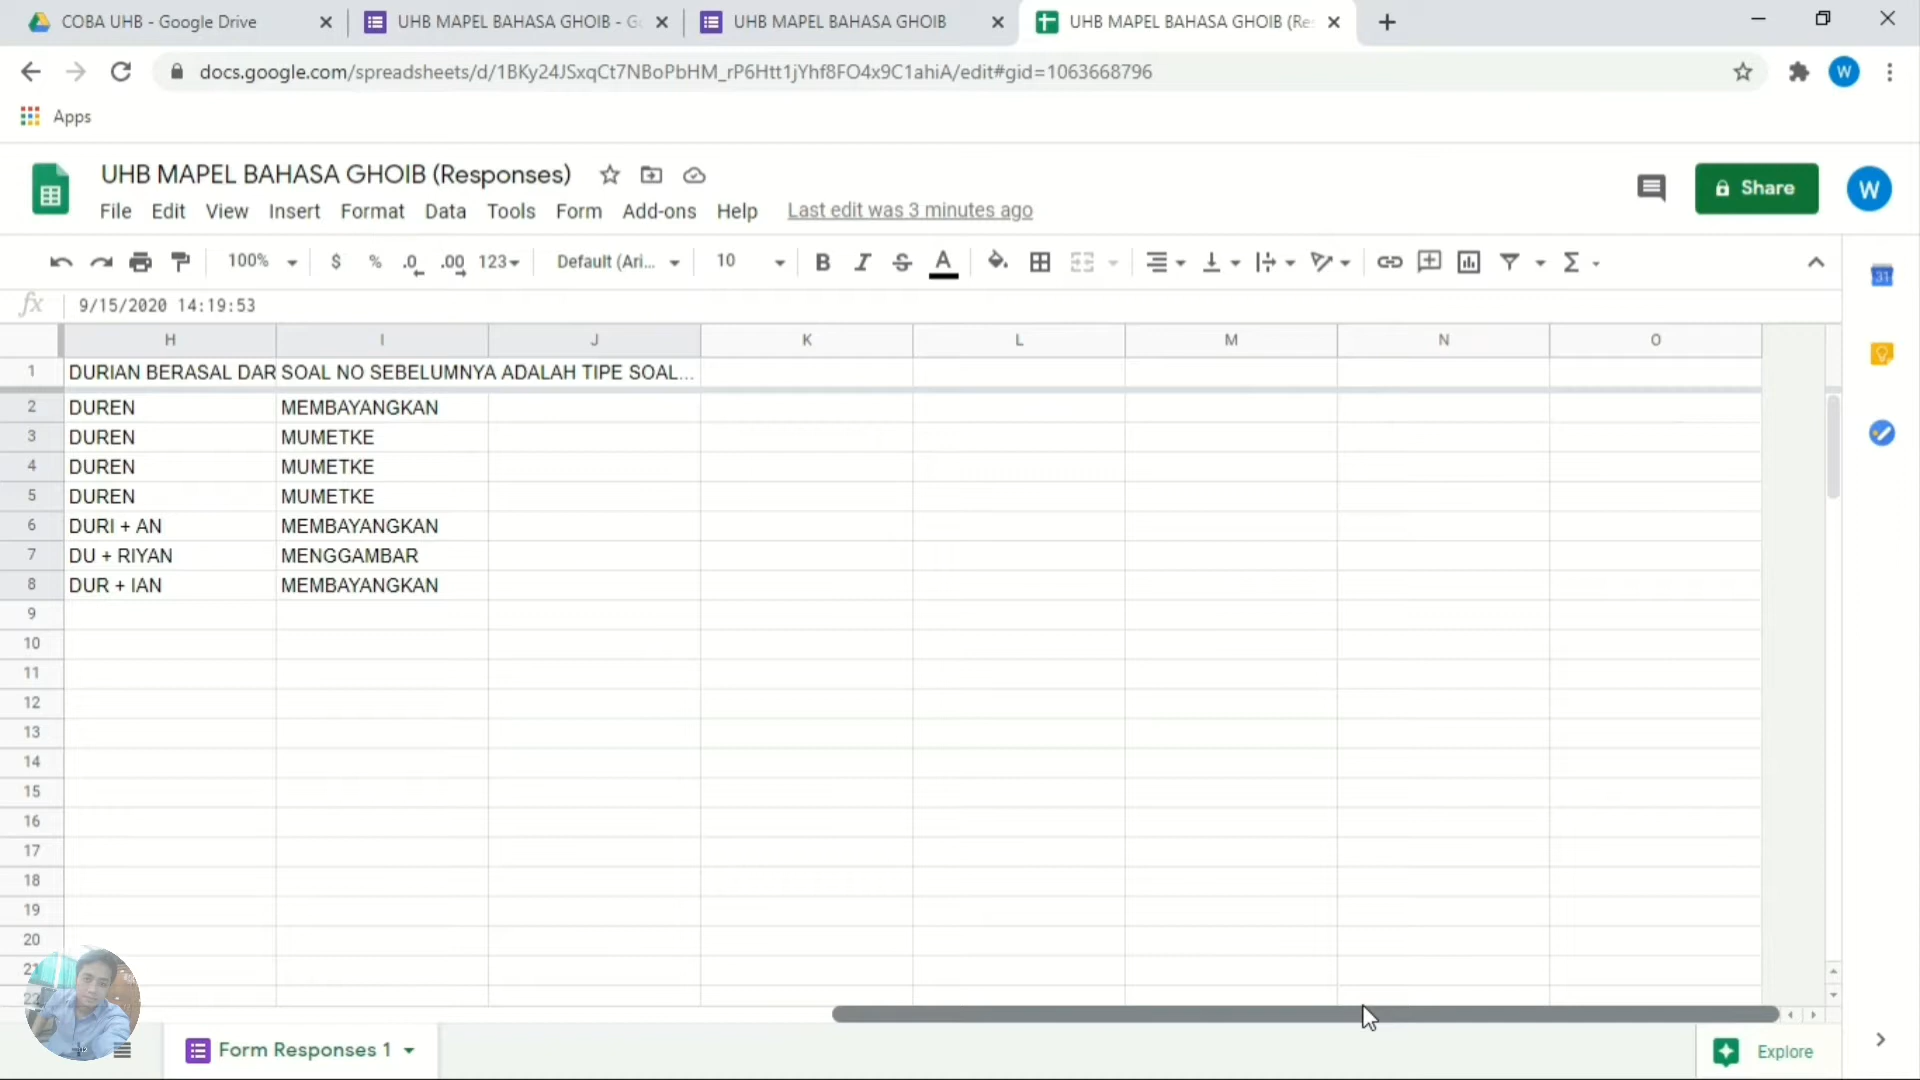 COBA UHB - Google Drive
UHB MAPEL BAHASA GHOIB - G
UHB MAPEL BAHASA GHOIB
UHB MAPEL BAHASA GHOIB (Re
docs.google.com/spreadsheets/d/1BKy24JSxqCt7NBoPbHM_rP6Htt1jYhf8FO4x9C1ahiA/edit#gid=1063668796
W
Apps
UHB MAPEL BAHASA GHOIB (Responses)
Share
W
File Edit View Insert Format Data Tools Form Add-ons Help Last edit was 3 minutes ago
100% $ % .0 .00 123 Default (Ari... 10 B I S A Σ
31
fx 9/15/2020 14:19:53
H I J K L M N O
1 DURIAN BERASAL DAR SOAL NO SEBELUMNYA ADALAH TIPE SOAL...
2 DUREN MEMBAYANGKAN
3 DUREN MUMETKE
4 DUREN MUMETKE
5 DUREN MUMETKE
6 DURI + AN MEMBAYANGKAN
7 DU + RIYAN MENGGAMBAR
8 DUR + IAN MEMBAYANGKAN
9
10
11
12
13
14
15
16
17
18
19
20
21
22
Form Responses 1
Explore